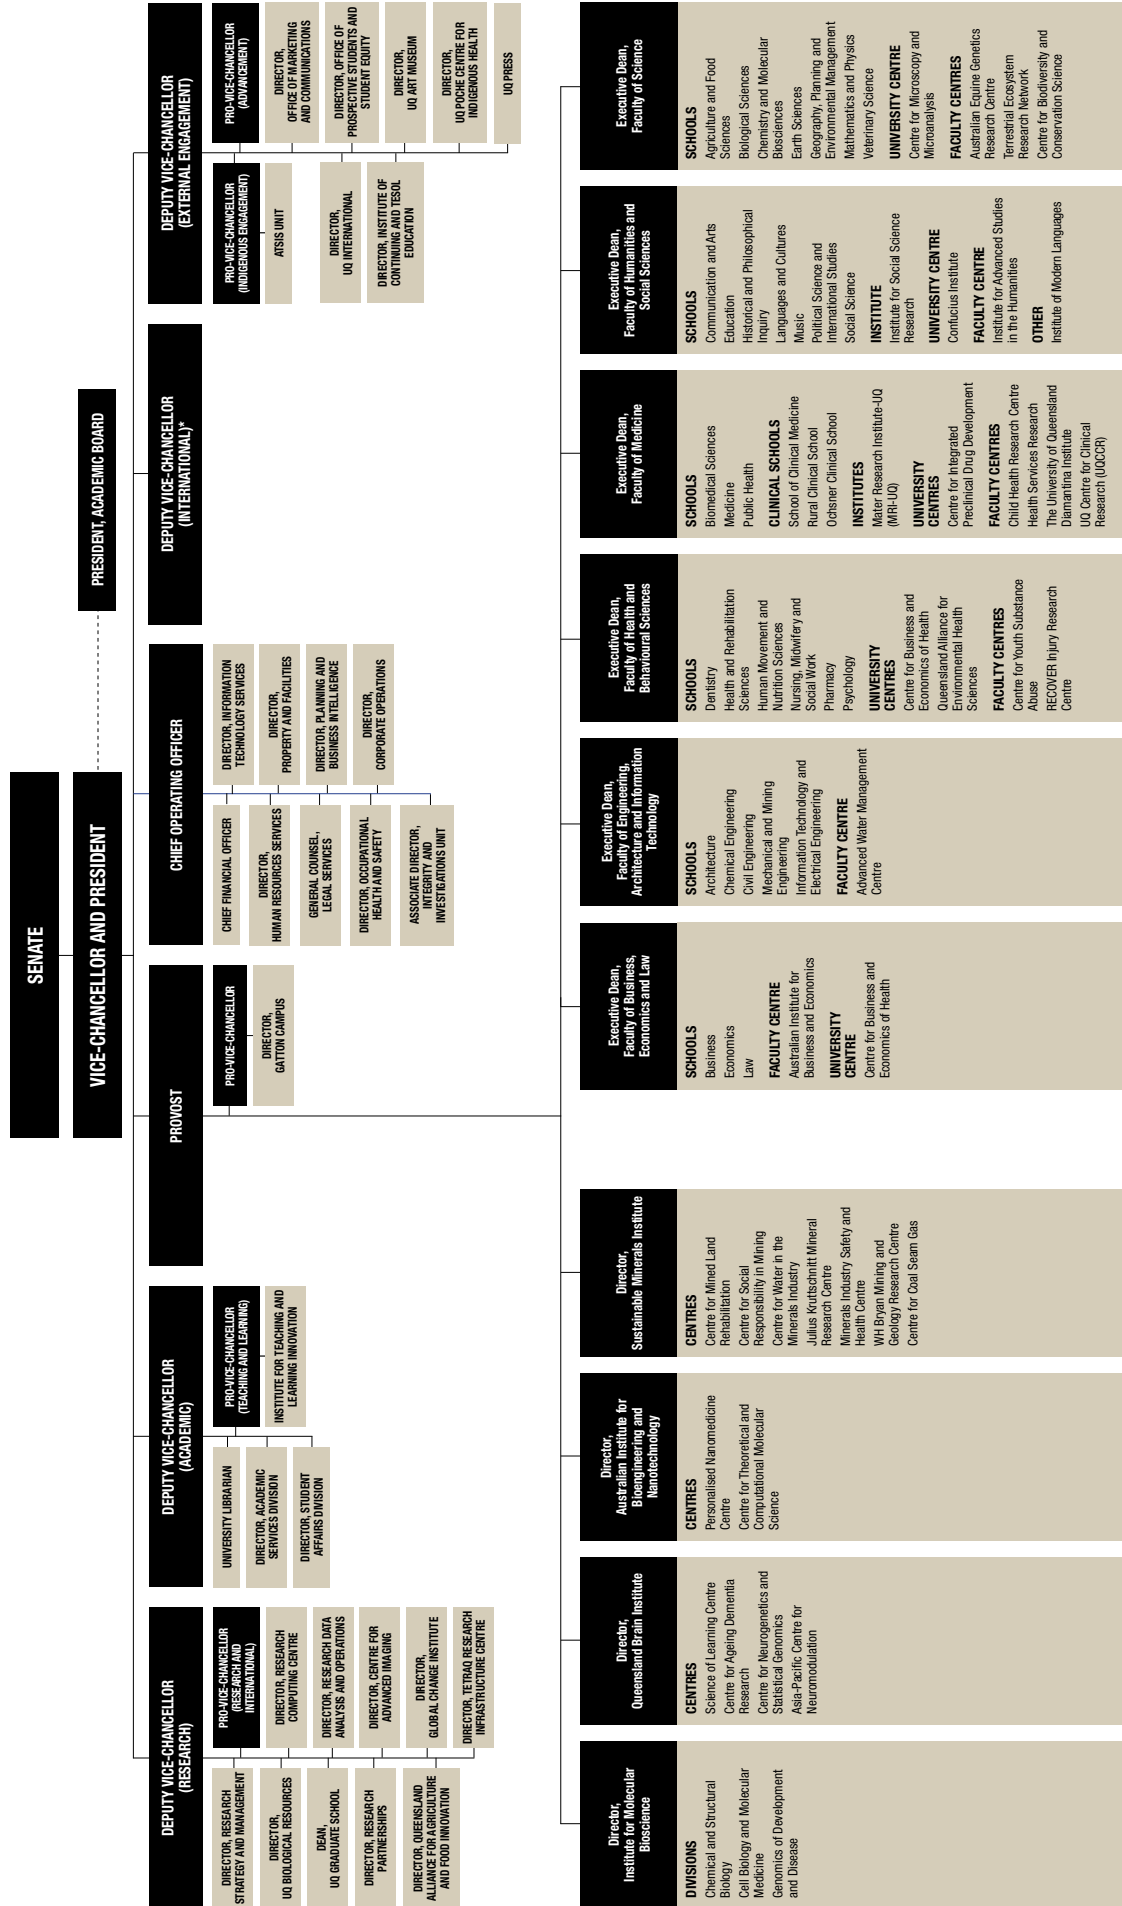 SENATE
VICE-CHANCELLOR AND PRESIDENT
PRESIDENT, ACADEMIC BOARD
DEPUTY VICE-CHANCELLOR
(RESEARCH)
DIRECTOR, RESEARCH
STRATEGY AND MANAGEMENT
DIRECTOR,
UQ BIOLOGICAL RESOURCES
DEAN,
UQ GRADUATE SCHOOL
DIRECTOR, RESEARCH
PARTNERSHIPS
DIRECTOR, QUEENSLAND
ALLIANCE FOR AGRICULTURE
AND FOOD INNOVATION
PRO-VICE-CHANCELLOR
(RESEARCH AND
INTERNATIONAL)
DIRECTOR, RESEARCH
COMPUTING CENTRE
DIRECTOR, RESEARCH DATA
ANALYSIS AND OPERATIONS
DIRECTOR, CENTRE FOR
ADVANCED IMAGING
DIRECTOR,
GLOBAL CHANGE INSTITUTE
DIRECTOR, TETRAQ RESEARCH
INFRASTRUCTURE CENTRE
DEPUTY VICE-CHANCELLOR
(ACADEMIC)
UNIVERSITY LIBRARIAN
DIRECTOR, ACADEMIC
SERVICES DIVISION
DIRECTOR, STUDENT
AFFAIRS DIVISION
PRO-VICE-CHANCELLOR
(TEACHING AND LEARNING)
INSTITUTE FOR TEACHING AND
LEARNING INNOVATION
PROVOST
PRO-VICE-CHANCELLOR
DIRECTOR,
GATTON CAMPUS
CHIEF OPERATING OFFICER
CHIEF FINANCIAL OFFICER
DIRECTOR,
HUMAN RESOURCES SERVICES
GENERAL COUNSEL,
LEGAL SERVICES
DIRECTOR, OCCUPATIONAL
HEALTH AND SAFETY
ASSOCIATE DIRECTOR,
INTEGRITY AND
INVESTIGATIONS UNIT
DIRECTOR, INFORMATION
TECHNOLOGY SERVICES
DIRECTOR,
PROPERTY AND FACILITIES
DIRECTOR, PLANNING AND
BUSINESS INTELLIGENCE
DIRECTOR,
CORPORATE OPERATIONS
DEPUTY VICE-CHANCELLOR
(INTERNATIONAL)*
DEPUTY VICE-CHANCELLOR
(EXTERNAL ENGAGEMENT)
PRO-VICE-CHANCELLOR
(INDIGENOUS ENGAGEMENT)
ATSIS UNIT
DIRECTOR,
UQ INTERNATIONAL
DIRECTOR, INSTITUTE OF
CONTINUING AND TESOL
EDUCATION
PRO-VICE-CHANCELLOR
(ADVANCEMENT)
DIRECTOR,
OFFICE OF MARKETING
AND COMMUNICATIONS
DIRECTOR, OFFICE OF
PROSPECTIVE STUDENTS AND
STUDENT EQUITY
DIRECTOR,
UQ ART MUSEUM
DIRECTOR,
UQ POCHE CENTRE FOR
INDIGENOUS HEALTH
UQ PRESS
Director,
Institute for Molecular
Bioscience
DIVISIONS
Chemical and Structural
Biology
Cell Biology and Molecular
Medicine
Genomics of Development
and Disease
Director,
Queensland Brain Institute
CENTRES
Science of Learning Centre
Centre for Ageing Dementia
Research
Centre for Neurogenetics and
Statistical Genomics
Asia-Pacific Centre for
Neuromodulation
Director,
Australian Institute for
Bioengineering and
Nanotechnology
CENTRES
Personalised Nanomedicine
Centre
Centre for Theoretical and
Computational Molecular
Science
Director,
Sustainable Minerals Institute
CENTRES
Centre for Mined Land
Rehabilitation
Centre for Social
Responsibility in Mining
Centre for Water in the
Minerals Industry
Julius Kruttschnitt Mineral
Research Centre
Minerals Industry Safety and
Health Centre
WH Bryan Mining and
Geology Research Centre
Centre for Coal Seam Gas
Executive Dean,
Faculty of Business,
Economics and Law
SCHOOLS
Business
Economics
Law
FACULTY CENTRE
Australian Institute for
Business and Economics
UNIVERSITY
CENTRE
Centre for Business and
Economics of Health
Executive Dean,
Faculty of Engineering,
Architecture and Information
Technology
SCHOOLS
Architecture
Chemical Engineering
Civil Engineering
Mechanical and Mining
Engineering
Information Technology and
Electrical Engineering
FACULTY CENTRE
Advanced Water Management
Centre
Executive Dean,
Faculty of Health and
Behavioural Sciences
SCHOOLS
Dentistry
Health and Rehabilitation
Sciences
Human Movement and
Nutrition Sciences
Nursing, Midwifery and
Social Work
Pharmacy
Psychology
UNIVERSITY
CENTRES
Centre for Business and
Economics of Health
Queensland Alliance for
Environmental Health
Sciences
FACULTY CENTRES
Centre for Youth Substance
Abuse
RECOVER Injury Research
Centre
Executive Dean,
Faculty of Medicine
SCHOOLS
Biomedical Sciences
Medicine
Public Health
CLINICAL SCHOOLS
School of Clinical Medicine
Rural Clinical School
Ochsner Clinical School
INSTITUTES
Mater Research Institute-UQ
(MRI-UQ)
UNIVERSITY
CENTRES
Centre for Integrated
Preclinical Drug Development
FACULTY CENTRES
Child Health Research Centre
Health Services Research
The University of Queensland
Diamantina Institute
UQ Centre for Clinical
Research (UQCCR)
Executive Dean,
Faculty of Humanities and
Social Sciences
SCHOOLS
Communication and Arts
Education
Historical and Philosophical
Inquiry
Languages and Cultures
Music
Political Science and
International Studies
Social Science
INSTITUTE
Institute for Social Science
Research
UNIVERSITY CENTRE
Confucius Institute
FACULTY CENTRE
Institute for Advanced Studies
in the Humanities
OTHER
Institute of Modern Languages
Executive Dean,
Faculty of Science
SCHOOLS
Agriculture and Food
Sciences
Biological Sciences
Chemistry and Molecular
Biosciences
Earth Sciences
Geography, Planning and
Environmental Management
Mathematics and Physics
Veterinary Science
UNIVERSITY CENTRE
Centre for Microscopy and
Microanalysis
FACULTY CENTRES
Australian Equine Genetics
Research Centre
Terrestrial Ecosystem
Research Network
Centre for Biodiversity and
Conservation Science